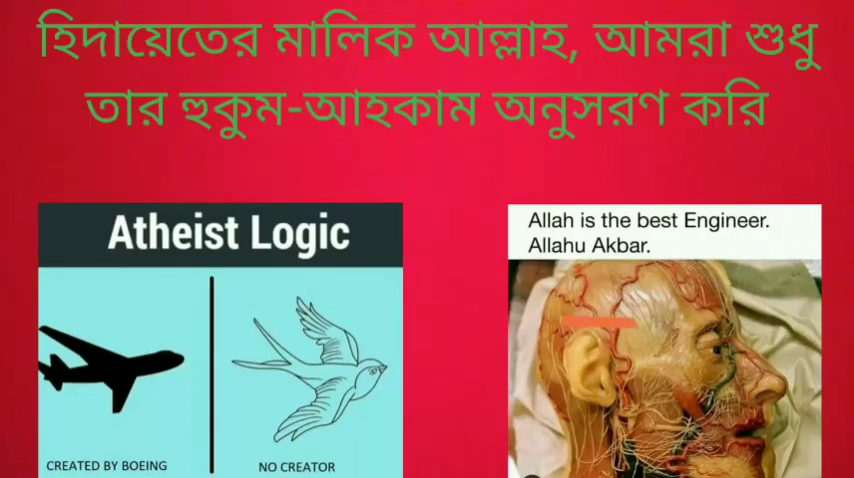 হিদায়েতের মালিক আল্লাহ, আমরা শুধু
তার হুকুম-আহকাম অনুসরণ করি
Atheist Logic
CREATED BY BOEING
NO CREATOR
Allah is the best Engineer.
Allahu Akbar.